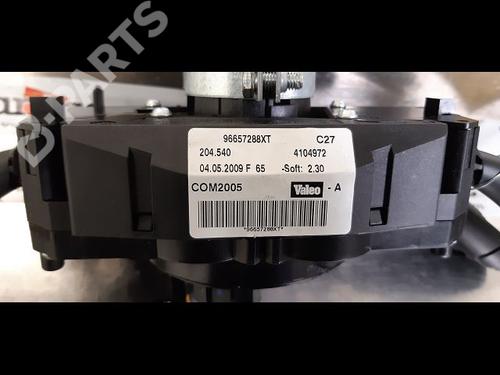 B-PARTS
96657288XT C27
204.540 4104972
04.05.2009 F 65 -Soft: 2.30
COM2005 Valeo - A
*96657288XT*